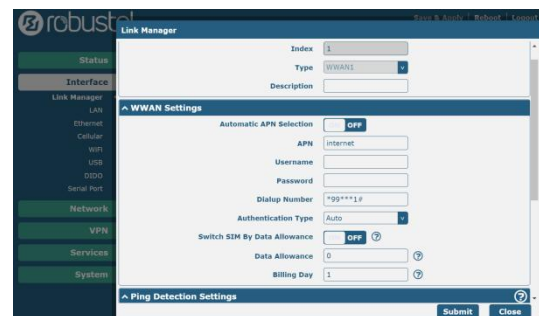 robustel
Save & Apply | Reboot | Logout
Link Manager
Status
Interface
Link Manager
LAN
Ethernet
Cellular
WiFi
USB
DIDO
Serial Port
Network
VPN
Services
System
Index 1
Type WWAN1 v
Description
^ WWAN Settings
Automatic APN Selection OFF
APN internet
Username
Password
Dialup Number *99***1#
Authentication Type Auto v
Switch SIM By Data Allowance OFF ?
Data Allowance 0 ?
Billing Day 1 ?
^ Ping Detection Settings ?
Submit Close